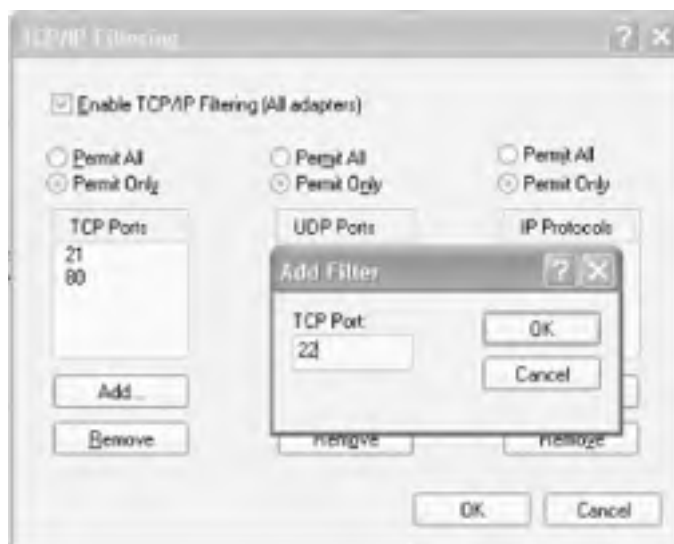 TCP/IP Filtering
Enable TCP/IP Filtering (All adapters)
Permit All
Permit Only
TCP Ports
21
80
Add...
Remove
Permit All
Permit Only
UDP Ports
Remove
Permit All
Permit Only
IP Protocols
Remove
Add Filter
TCP Port:
22
OK
Cancel
OK
Cancel